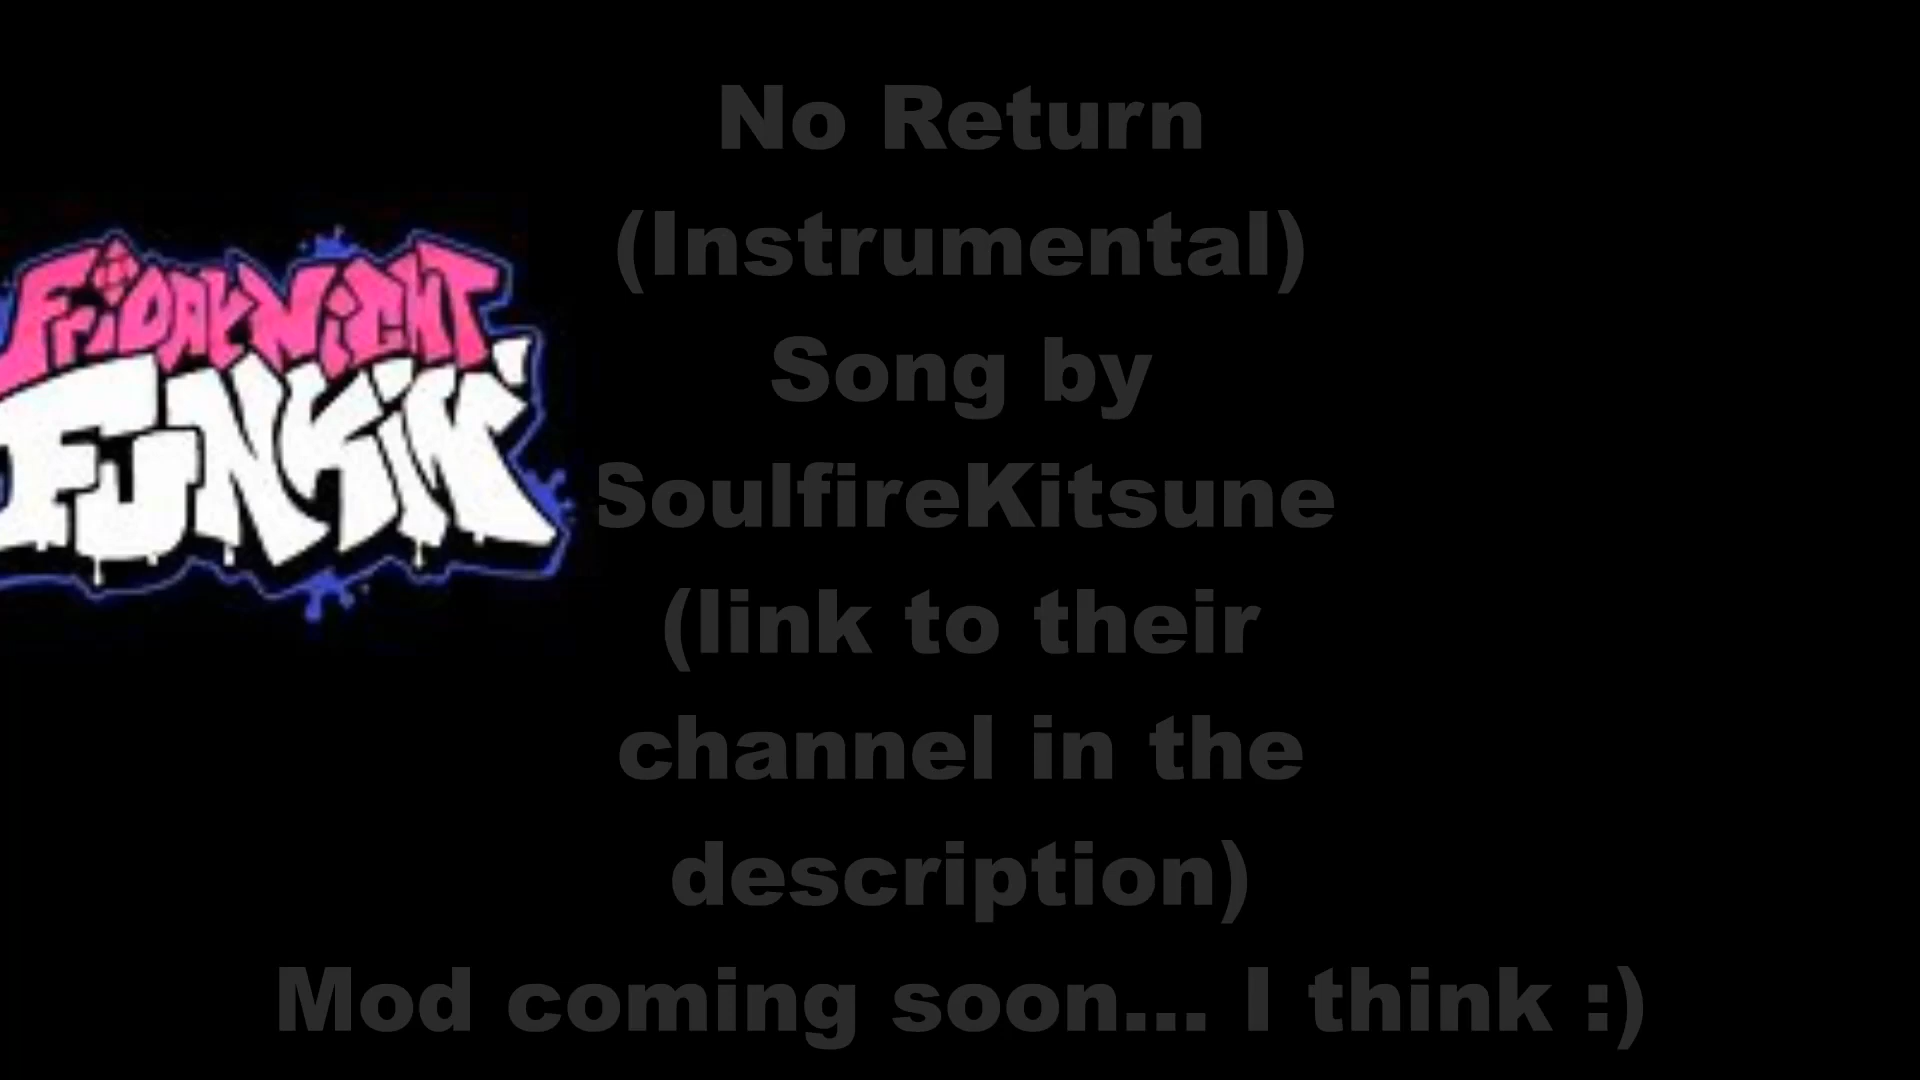 FRiDAY NiGHT
FUNKiN'
No Return
(Instrumental)
Song by
SoulfireKitsune
(link to their
channel in the
description)
Mod coming soon... I think :)